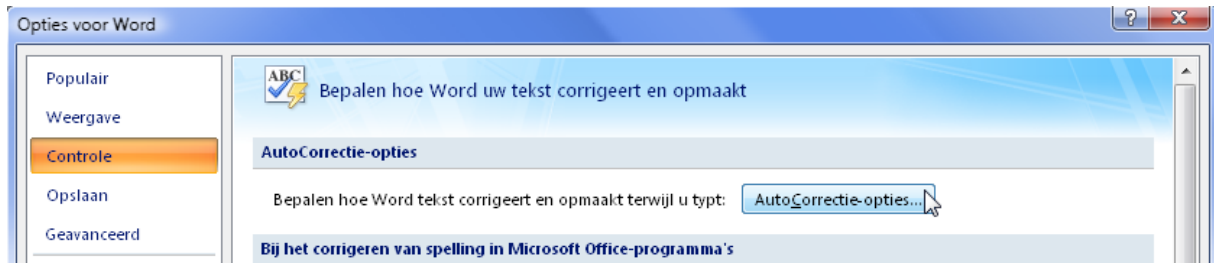 Opties voor Word
?
X
Populair
Weergave
Controle
Opslaan
Geavanceerd
ABC
Bepalen hoe Word uw tekst corrigeert en opmaakt
AutoCorrectie-opties
Bepalen hoe Word tekst corrigeert en opmaakt terwijl u typt: AutoCorrectie-opties...
Bij het corrigeren van spelling in Microsoft Office-programma's